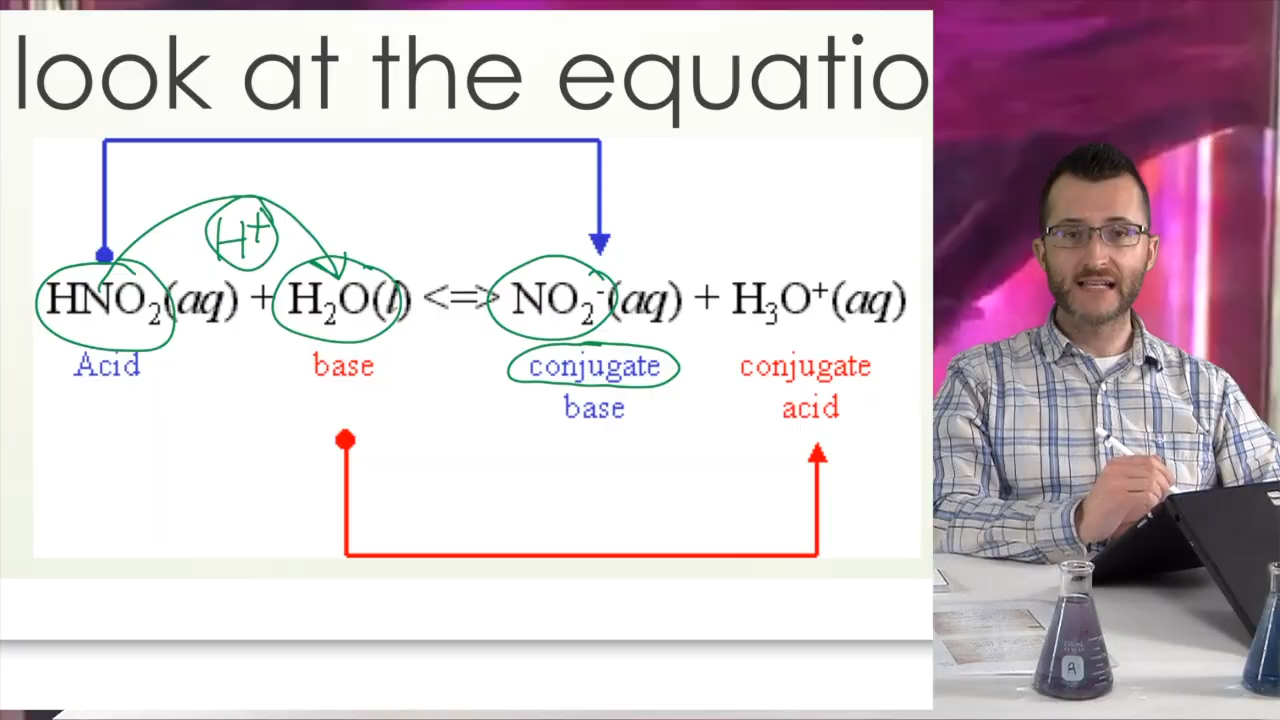 look at the equatio
H+
HNO₂(aq) + H₂O(l) <=> NO₂⁻(aq) + H₃O⁺(aq)
Acid base conjugate conjugate
base acid
A